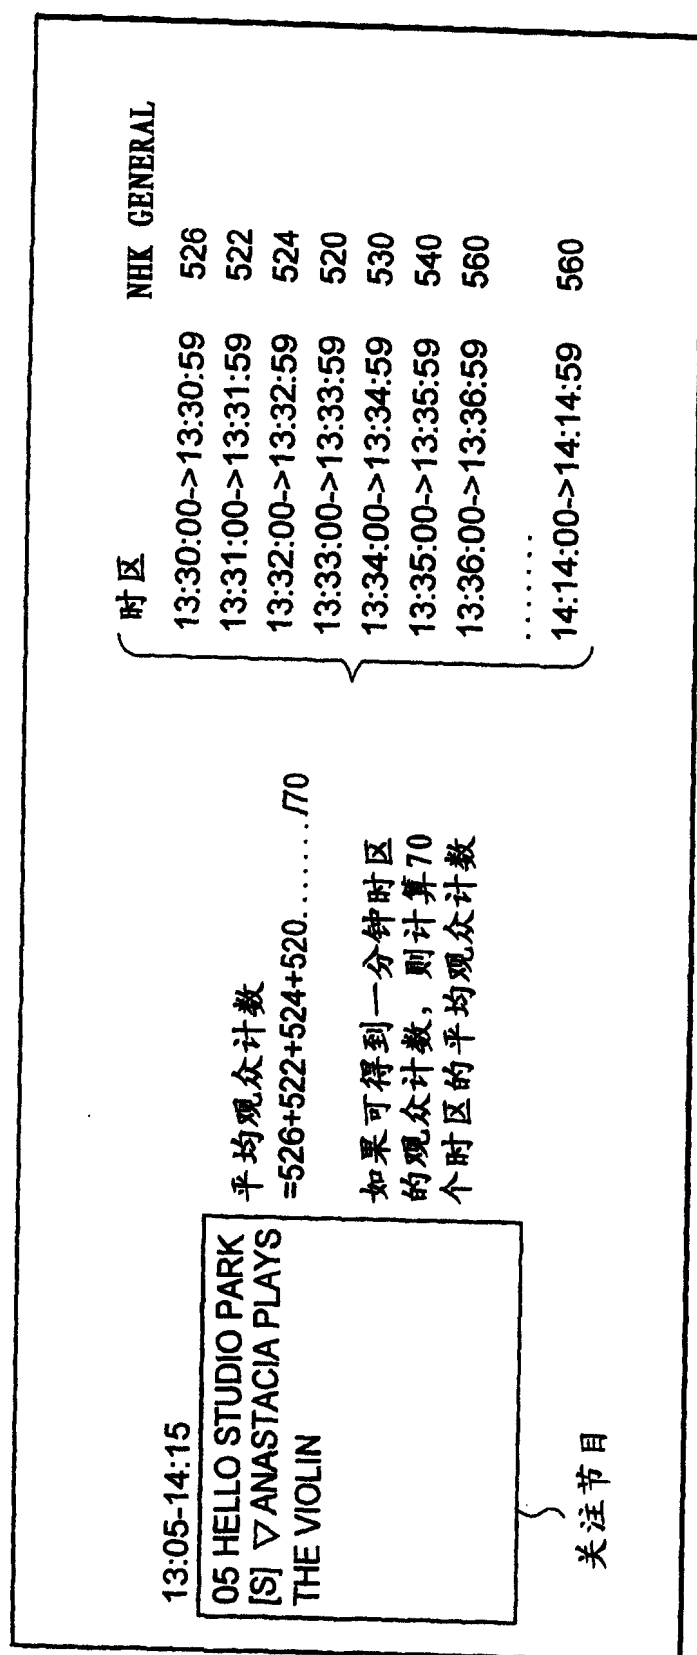 13:05-14:15
05 HELLO STUDIO PARK
[S] ▽ANASTACIA PLAYS
THE VIOLIN
关注节目
平均观众计数
=526+522+524+520......../70
如果可得到一分钟时区
的观众计数，则计算70
个时区的平均观众计数
时区 NHK GENERAL
13:30:00->13:30:59 526
13:31:00->13:31:59 522
13:32:00->13:32:59 524
13:33:00->13:33:59 520
13:34:00->13:34:59 530
13:35:00->13:35:59 540
13:36:00->13:36:59 560
.......
14:14:00->14:14:59 560